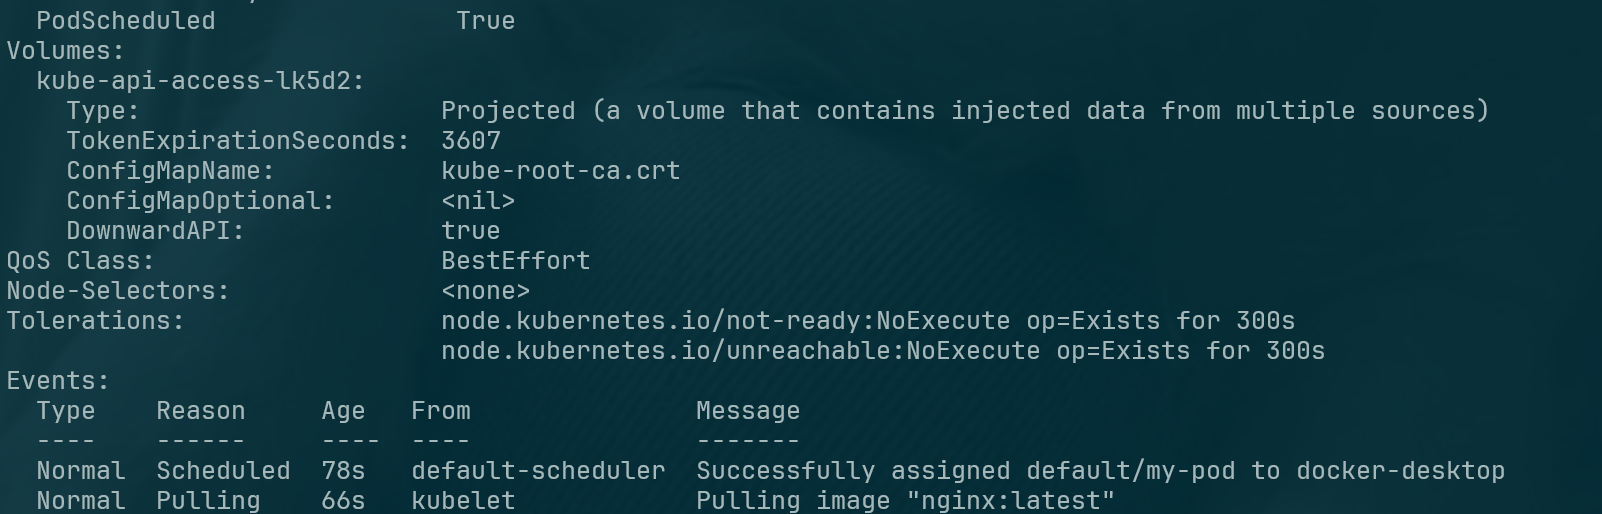 PodScheduled                True
Volumes:
  kube-api-access-lk5d2:
    Type:                    Projected (a volume that contains injected data from multiple sources)
    TokenExpirationSeconds:  3607
    ConfigMapName:           kube-root-ca.crt
    ConfigMapOptional:       <nil>
    DownwardAPI:             true
QoS Class:                   BestEffort
Node-Selectors:              <none>
Tolerations:                 node.kubernetes.io/not-ready:NoExecute op=Exists for 300s
                             node.kubernetes.io/unreachable:NoExecute op=Exists for 300s
Events:
  Type    Reason     Age   From               Message
  ----    ------     ----  ----               -------
  Normal  Scheduled  78s   default-scheduler  Successfully assigned default/my-pod to docker-desktop
  Normal  Pulling    66s   kubelet            Pulling image "nginx:latest"